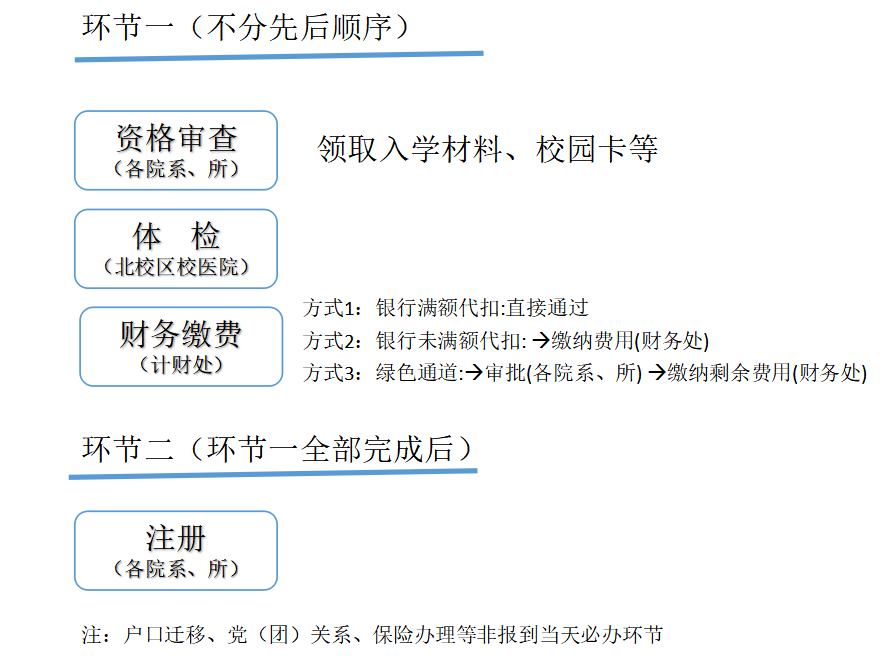 环节一（不分先后顺序）
资格审查
（各院系、所）
领取入学材料、校园卡等
体 检
（北校区校医院）
财务缴费
（计财处）
方式1：银行满额代扣:直接通过
方式2：银行未满额代扣:→缴纳费用(财务处)
方式3：绿色通道:→审批(各院系、所)→缴纳剩余费用(财务处)
环节二（环节一全部完成后）
注册
（各院系、所）
注：户口迁移、党（团）关系、保险办理等非报到当天必办环节